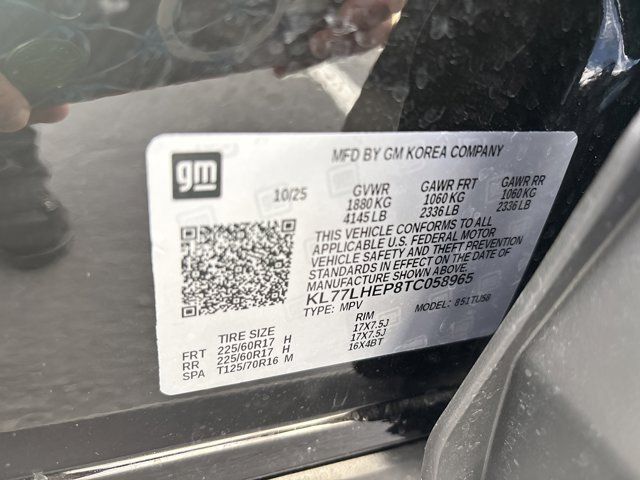 gm
MFD BY GM KOREA COMPANY
10/25
GVWR
1880 KG
4145 LB
GAWR FRT
1060 KG
2336 LB
GAWR RR
1060 KG
2336 LB
THIS VEHICLE CONFORMS TO ALL
APPLICABLE U.S. FEDERAL MOTOR
VEHICLE SAFETY AND THEFT PREVENTION
STANDARDS IN EFFECT ON THE DATE OF
MANUFACTURE SHOWN ABOVE.
KL77LHEP8TC058965
TYPE: MPV
MODEL: 851TU58
TIRE SIZE
RIM
FRT 225/60R17 H 17X7.5J
RR 225/60R17 H 17X7.5J
SPA T125/70R16 M 16X4BT